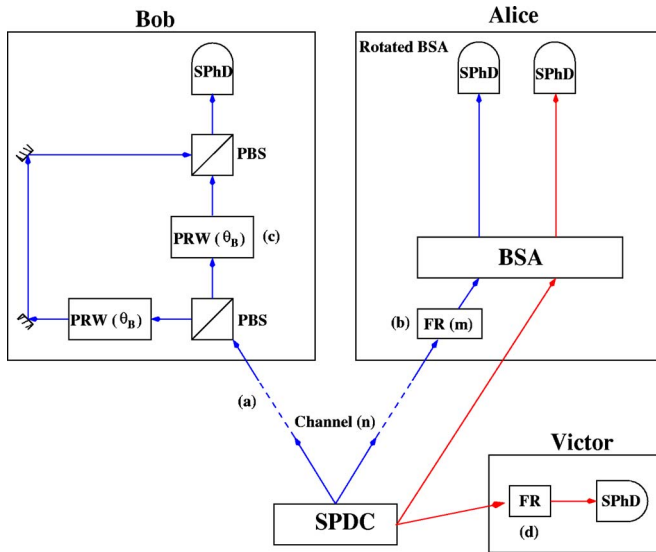 Bob
SPhD
PBS
PRW (θB)
(c)
PRW (θB)
PBS
(a)
Alice
Rotated BSA
SPhD
SPhD
BSA
(b)
FR (m)
Channel (n)
SPDC
Victor
FR
SPhD
(d)